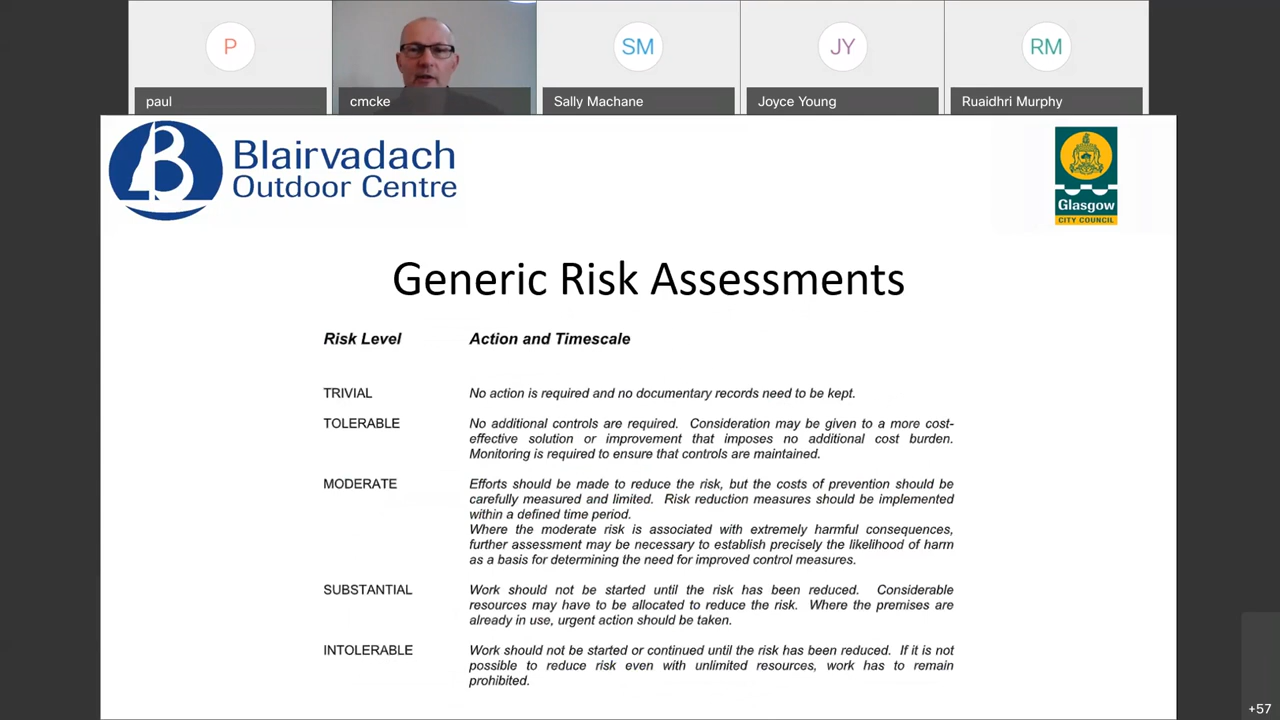 P
SM
JY
RM
paul
cmcke
Sally Machane
Joyce Young
Ruaidhri Murphy
B
Blairvadach
Outdoor Centre
Glasgow
CITY COUNCIL
Generic Risk Assessments
Risk Level
Action and Timescale
TRIVIAL
No action is required and no documentary records need to be kept.
TOLERABLE
No additional controls are required. Consideration may be given to a more cost-
effective solution or improvement that imposes no additional cost burden.
Monitoring is required to ensure that controls are maintained.
MODERATE
Efforts should be made to reduce the risk, but the costs of prevention should be
carefully measured and limited. Risk reduction measures should be implemented
within a defined time period.
Where the moderate risk is associated with extremely harmful consequences,
further assessment may be necessary to establish precisely the likelihood of harm
as a basis for determining the need for improved control measures.
SUBSTANTIAL
Work should not be started until the risk has been reduced. Considerable
resources may have to be allocated to reduce the risk. Where the premises are
already in use, urgent action should be taken.
INTOLERABLE
Work should not be started or continued until the risk has been reduced. If it is not
possible to reduce risk even with unlimited resources, work has to remain
prohibited.
+57